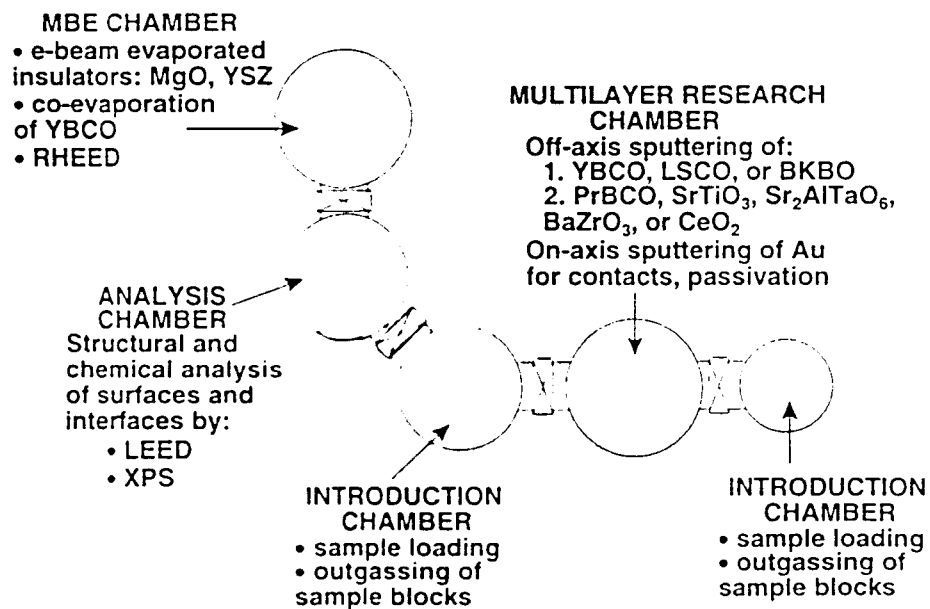 MBE CHAMBER
• e-beam evaporated
insulators: MgO, YSZ
• co-evaporation
of YBCO
• RHEED
MULTILAYER RESEARCH
CHAMBER
Off-axis sputtering of:
1. YBCO, LSCO, or BKBO
2. PrBCO, SrTiO₃, Sr₂AlTaO₆,
BaZrO₃, or CeO₂
On-axis sputtering of Au
for contacts, passivation
ANALYSIS
CHAMBER
Structural and
chemical analysis
of surfaces and
interfaces by:
• LEED
• XPS
INTRODUCTION
CHAMBER
• sample loading
• outgassing of
sample blocks
INTRODUCTION
CHAMBER
• sample loading
• outgassing of
sample blocks